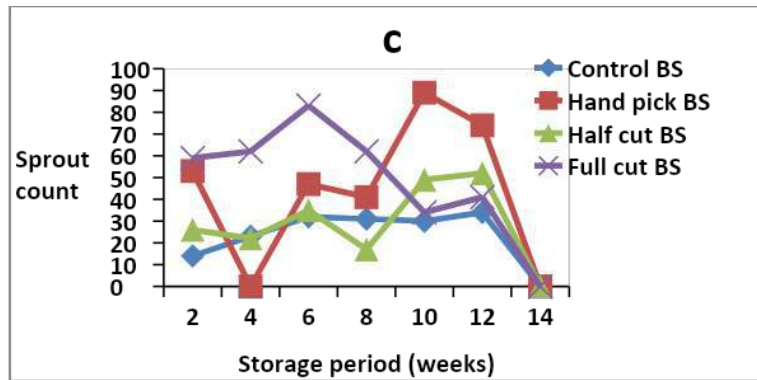 c
100
90
80
70
60
50
40
30
20
10
0
Sprout
count
2 4 6 8 10 12 14
Storage period (weeks)
Control BS
Hand pick BS
Half cut BS
Full cut BS